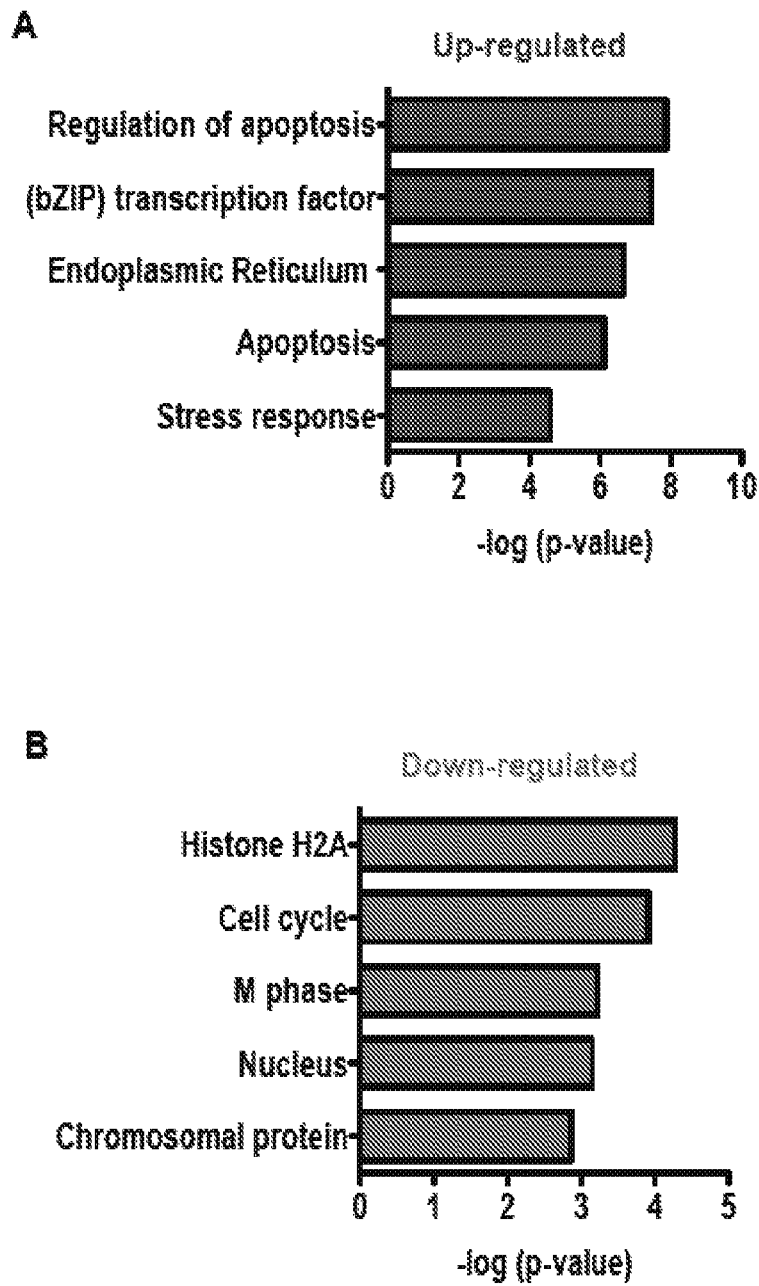 A
Up-regulated
Regulation of apoptosis
(bZIP) transcription factor
Endoplasmic Reticulum
Apoptosis
Stress response
0 2 4 6 8 10
-log (p-value)
B
Down-regulated
Histone H2A
Cell cycle
M phase
Nucleus
Chromosomal protein
0 1 2 3 4 5
-log (p-value)